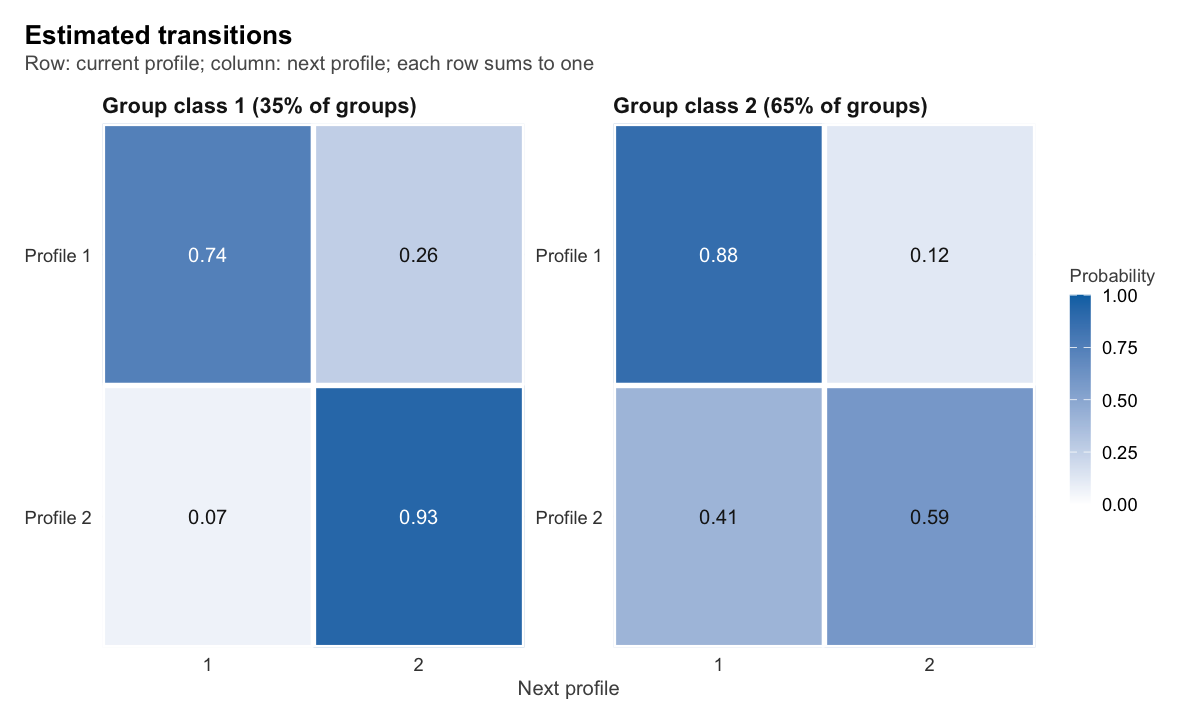 Estimated transitions
Row: current profile; column: next profile; each row sums to one
Group class 1 (35% of groups)
Group class 2 (65% of groups)
Profile 1
0.74
0.26
Profile 1
0.88
0.12
Profile 2
0.07
0.93
Profile 2
0.41
0.59
1
2
1
2
Next profile
Probability
1.00
0.75
0.50
0.25
0.00